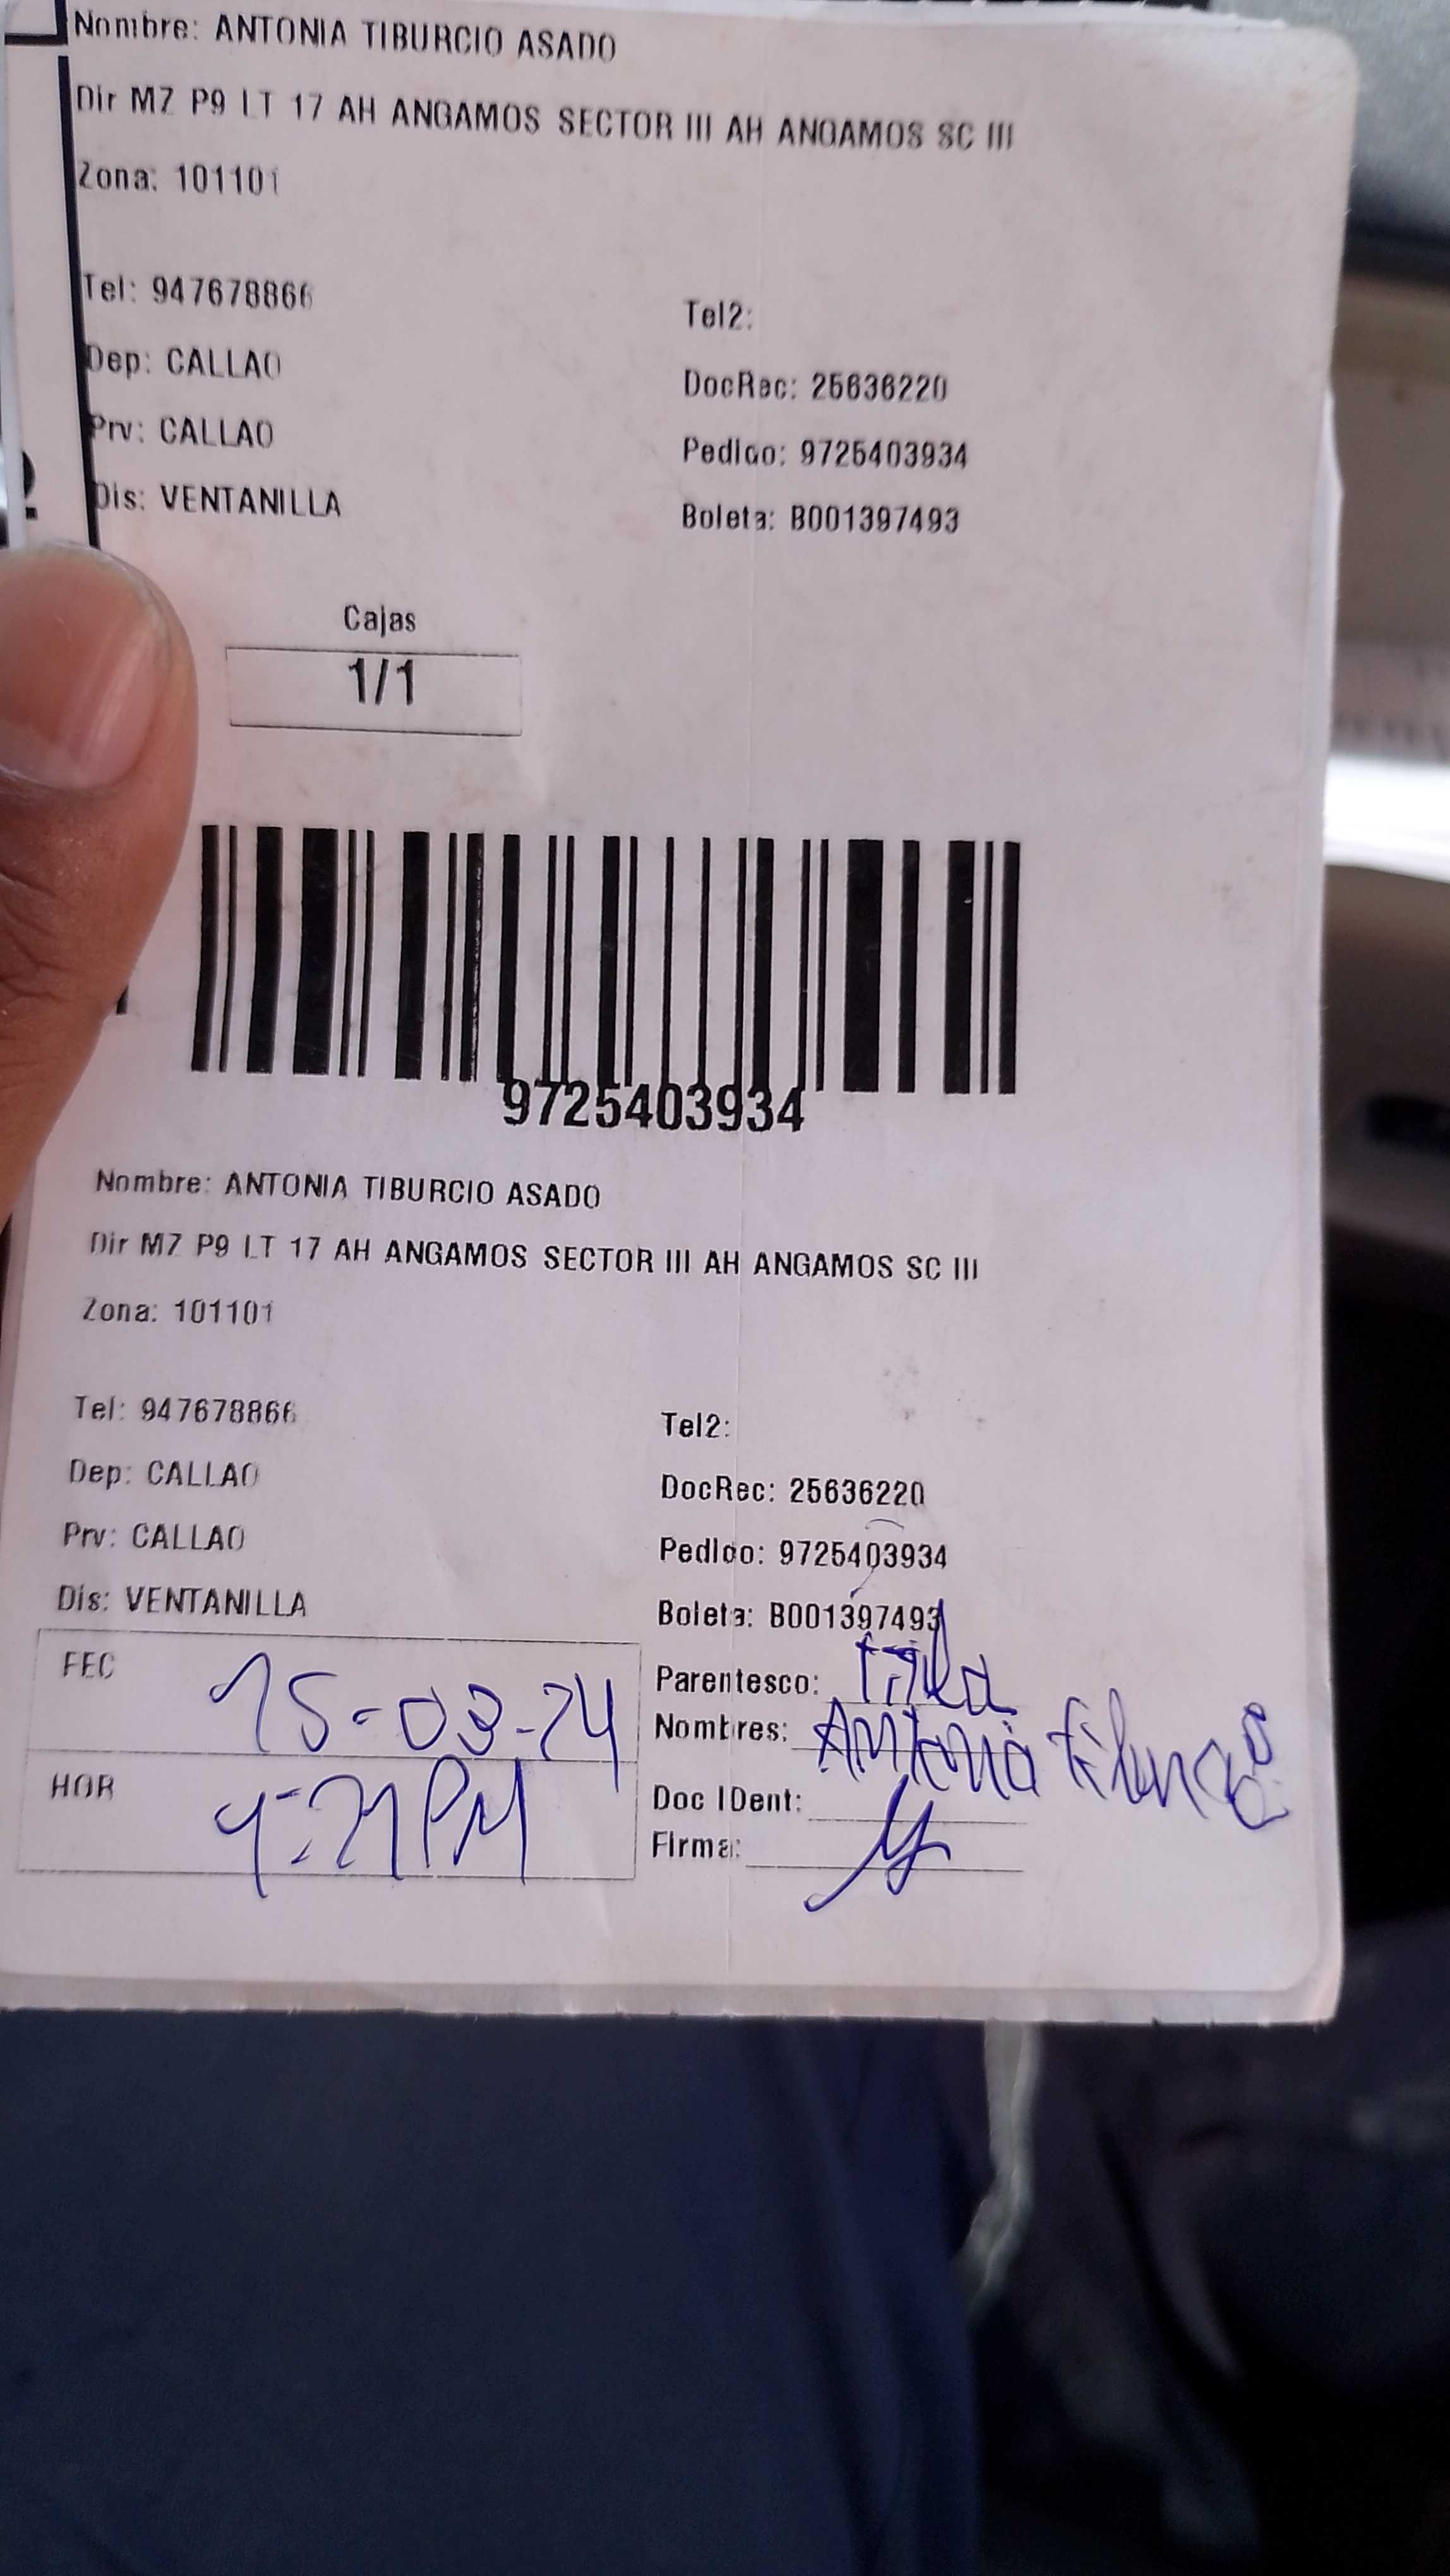 Nombre: ANTONIA TIBURCIO ASADO
Dir MZ P9 LT 17 AH ANGAMOS SECTOR III AH ANGAMOS SC III
Zona: 101101
Tel: 947678866
Tel2:
Dep: CALLAO
DocRec: 25636220
Prv: CALLAO
Pedido: 9725403934
Dis: VENTANILLA
Boleta: B001397493
Cajas
1/1
9725403934
Nombre: ANTONIA TIBURCIO ASADO
Dir MZ P9 LT 17 AH ANGAMOS SECTOR III AH ANGAMOS SC III
Zona: 101101
Tel: 947678866
Tel2:
Dep: CALLAO
DocRec: 25636220
Prv: CALLAO
Pedido: 9725403934
Dis: VENTANILLA
Boleta: B001397493
FEC 15-03-24
Parentesco:
Nombres: Antonia Tiburcio
HOR
Doc IDent:
Firma: